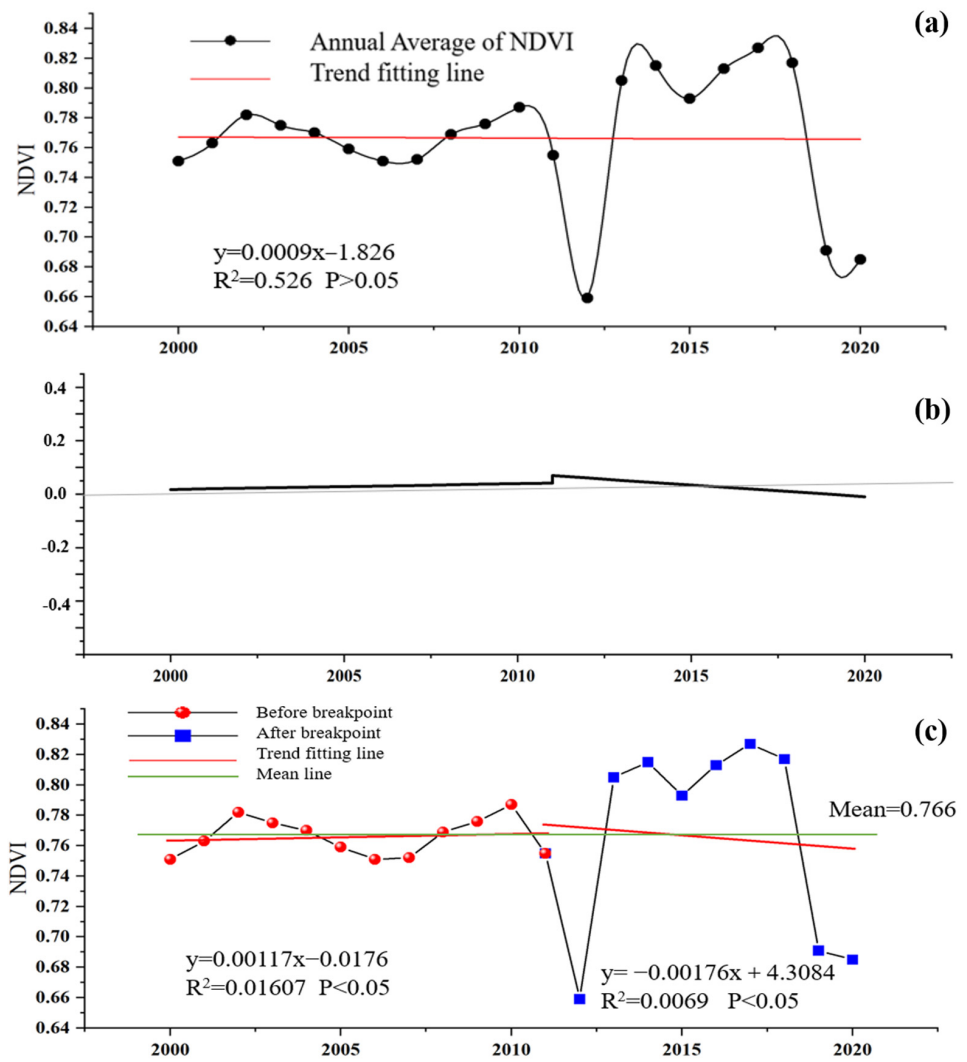 (a)
0.84
0.82
0.80
0.78
0.76
0.74
0.72
0.70
0.68
0.66
0.64
NDVI
Annual Average of NDVI
Trend fitting line
y=0.0009x−1.826
R²=0.526 P>0.05
2000 2005 2010 2015 2020
(b)
0.4
0.2
0.0
-0.2
-0.4
2000 2005 2010 2015 2020
(c)
0.84
0.82
0.80
0.78
0.76
0.74
0.72
0.70
0.68
0.66
0.64
NDVI
Before breakpoint
After breakpoint
Trend fitting line
Mean line
Mean=0.766
y=0.00117x−0.0176
R²=0.01607 P<0.05
y= −0.00176x + 4.3084
R²=0.0069 P<0.05
2000 2005 2010 2015 2020